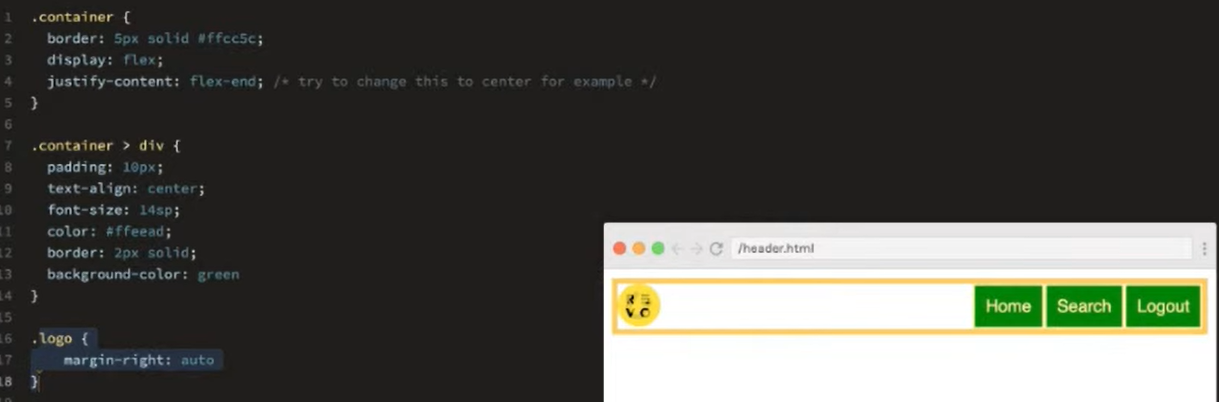 1 .container {
2 border: 5px solid #ffcc5c;
3 display: flex;
4 justify-content: flex-end; /* try to change this to center for example */
5 }
6
7 .container > div {
8 padding: 10px;
9 text-align: center;
10 font-size: 14sp;
11 color: #ffeead;
12 border: 2px solid;
13 background-color: green
14 }
15
16 .logo {
17 margin-right: auto
18 }
/header.html
Home Search Logout